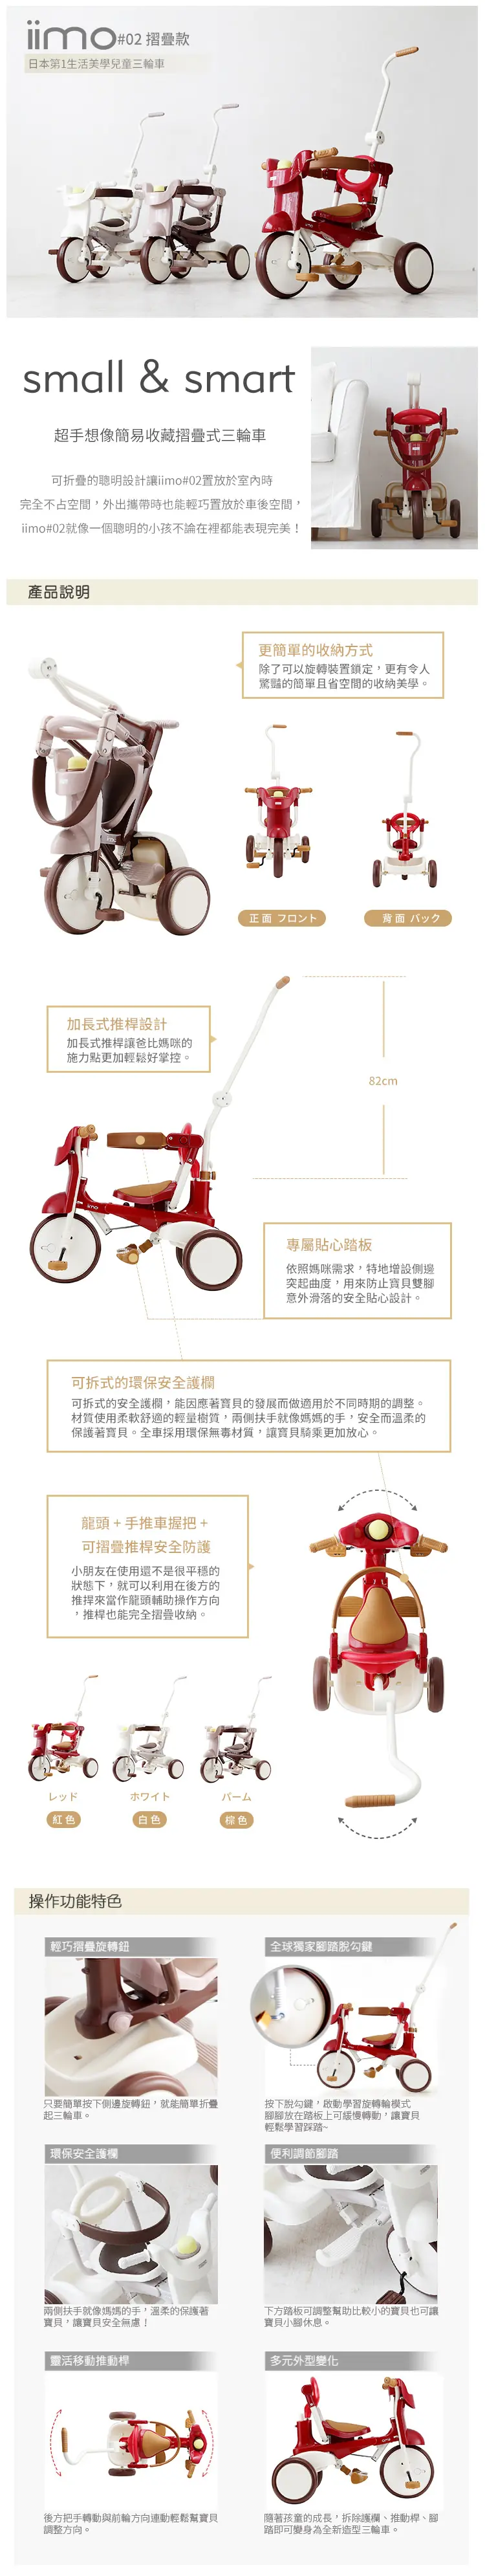 iimo#02 摺疊款
日本第1生活美學兒童三輪車
small & smart
超乎想像簡易收藏摺疊式三輪車
可折疊的聰明設計讓iimo#02置放於室內時
完全不占空間，外出攜帶時也能輕巧置放於車後空間，
iimo#02就像一個聰明的小孩不論在裡都能表現完美！
產品說明
更簡單的收納方式
除了可以旋轉裝置鎖定，更有令人
驚豔的簡單且省空間的收納美學。
正面 フロント
背面 バック
加長式推桿設計
加長式推桿讓爸比媽咪的
施力點更加輕鬆好掌控。
82cm
iimo
專屬貼心踏板
依照媽咪需求，特地增設側邊
突起曲度，用來防止寶貝雙腳
意外滑落的安全貼心設計。
可拆式的環保安全護欄
可拆式的安全護欄，能因應著寶貝的發展而做適用於不同時期的調整。
材質使用柔軟舒適的輕量樹質，兩側扶手就像媽媽的手，安全而溫柔的
保護著寶貝。全車採用環保無毒材質，讓寶貝騎乘更加放心。
龍頭 + 手推車握把 +
可摺疊推桿安全防護
小朋友在使用還不是很平穩的
狀態下，就可以利用在後方的
推捍來當作龍頭輔助操作方向
，推桿也能完全摺疊收納。
レッド
ホワイト
バーム
紅色
白色
棕色
操作功能特色
輕巧摺疊旋轉鈕
全球獨家腳踏脫勾鍵
只要簡單按下側邊旋轉鈕，就能簡單折疊
起三輪車。
按下脫勾鍵，啟動學習旋轉輪模式
腳腳放在踏板上可緩慢轉動，讓寶貝
輕鬆學習踩踏~
環保安全護欄
便利調節腳踏
兩側扶手就像媽媽的手，溫柔的保護著
寶貝，讓寶貝安全無慮！
下方踏板可調整幫助比較小的寶貝也可讓
寶貝小腳休息。
靈活移動推動桿
多元外型變化
後方把手轉動與前輪方向連動輕鬆幫寶貝
調整方向。
隨著孩童的成長，拆除護欄、推動桿、腳
踏即可變身為全新造型三輪車。